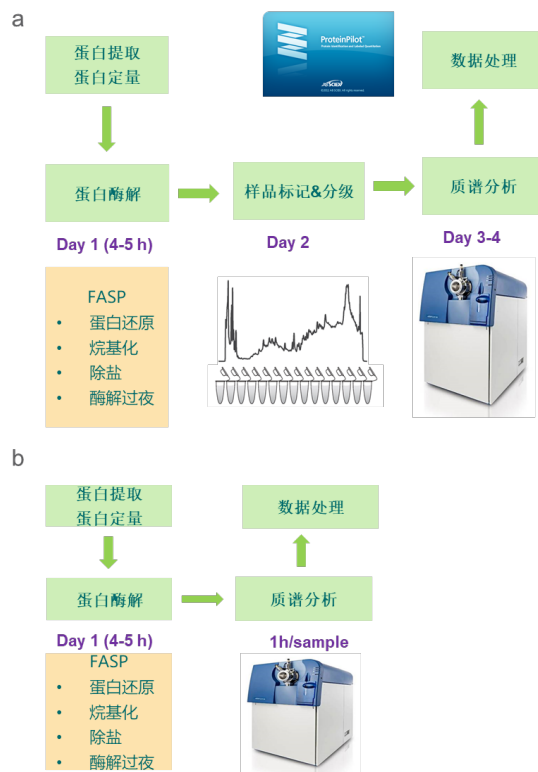 a
蛋白提取
蛋白定量
ProteinPilot™
数据处理
蛋白酶解
样品标记&分级
质谱分析
Day 1 (4-5 h)
Day 2
Day 3-4
FASP
• 蛋白还原
• 烷基化
• 除盐
• 酶解过夜
b
蛋白提取
蛋白定量
数据处理
蛋白酶解
质谱分析
Day 1 (4-5 h)
1h/sample
FASP
• 蛋白还原
• 烷基化
• 除盐
• 酶解过夜